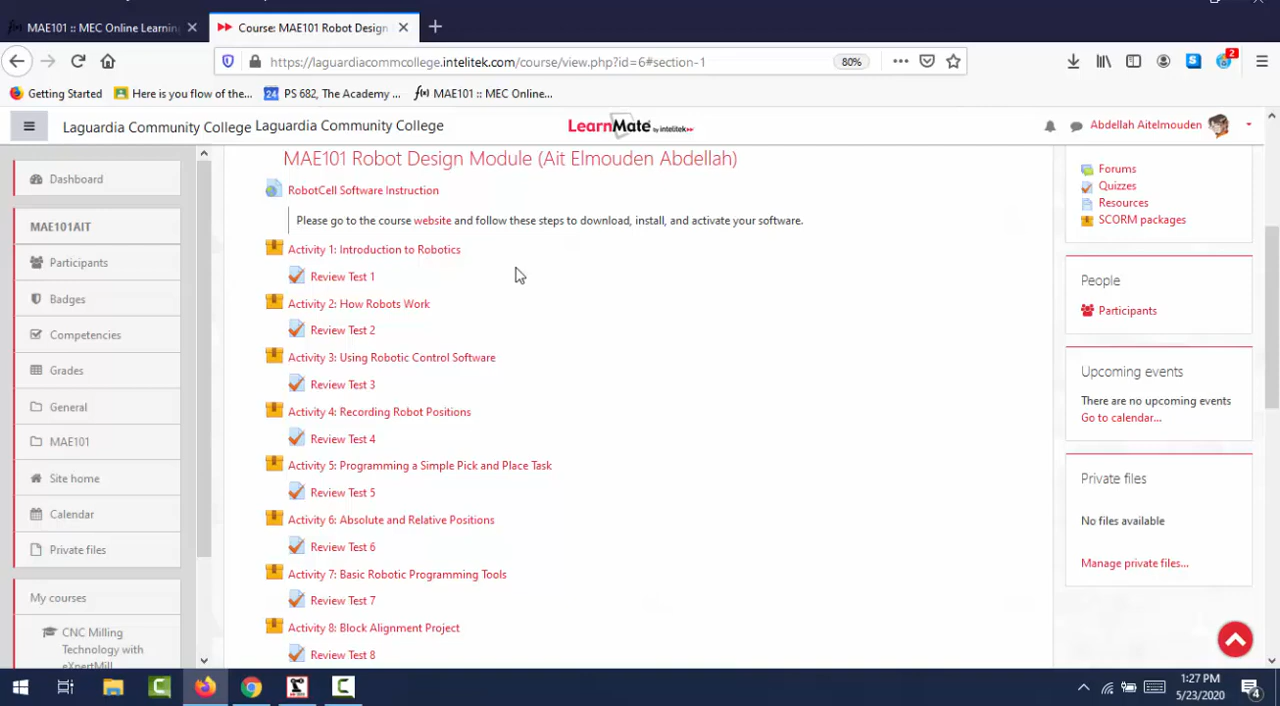 MAE101 :: MEC Online Learning
Course: MAE101 Robot Design
https://laguardiacommcollege.intelitek.com/course/view.php?id=6#section-1
80%
2
Getting Started
Here is you flow of the...
24
PS 682, The Academy ...
MAE101 :: MEC Online...
Laguardia Community College
Laguardia Community College
LearnMate by intelitek
Abdellah Aitelmouden
Dashboard
MAE101AIT
Participants
Badges
Competencies
Grades
General
MAE101
Site home
Calendar
Private files
My courses
CNC Milling
Technology with
eXpertMill
MAE101 Robot Design Module (Ait Elmouden Abdellah)
RobotCell Software Instruction
Please go to the course website and follow these steps to download, install, and activate your software.
Activity 1: Introduction to Robotics
Review Test 1
Activity 2: How Robots Work
Review Test 2
Activity 3: Using Robotic Control Software
Review Test 3
Activity 4: Recording Robot Positions
Review Test 4
Activity 5: Programming a Simple Pick and Place Task
Review Test 5
Activity 6: Absolute and Relative Positions
Review Test 6
Activity 7: Basic Robotic Programming Tools
Review Test 7
Activity 8: Block Alignment Project
Review Test 8
Forums
Quizzes
Resources
SCORM packages
People
Participants
Upcoming events
There are no upcoming events
Go to calendar...
Private files
No files available
Manage private files...
1:27 PM
5/23/2020
4